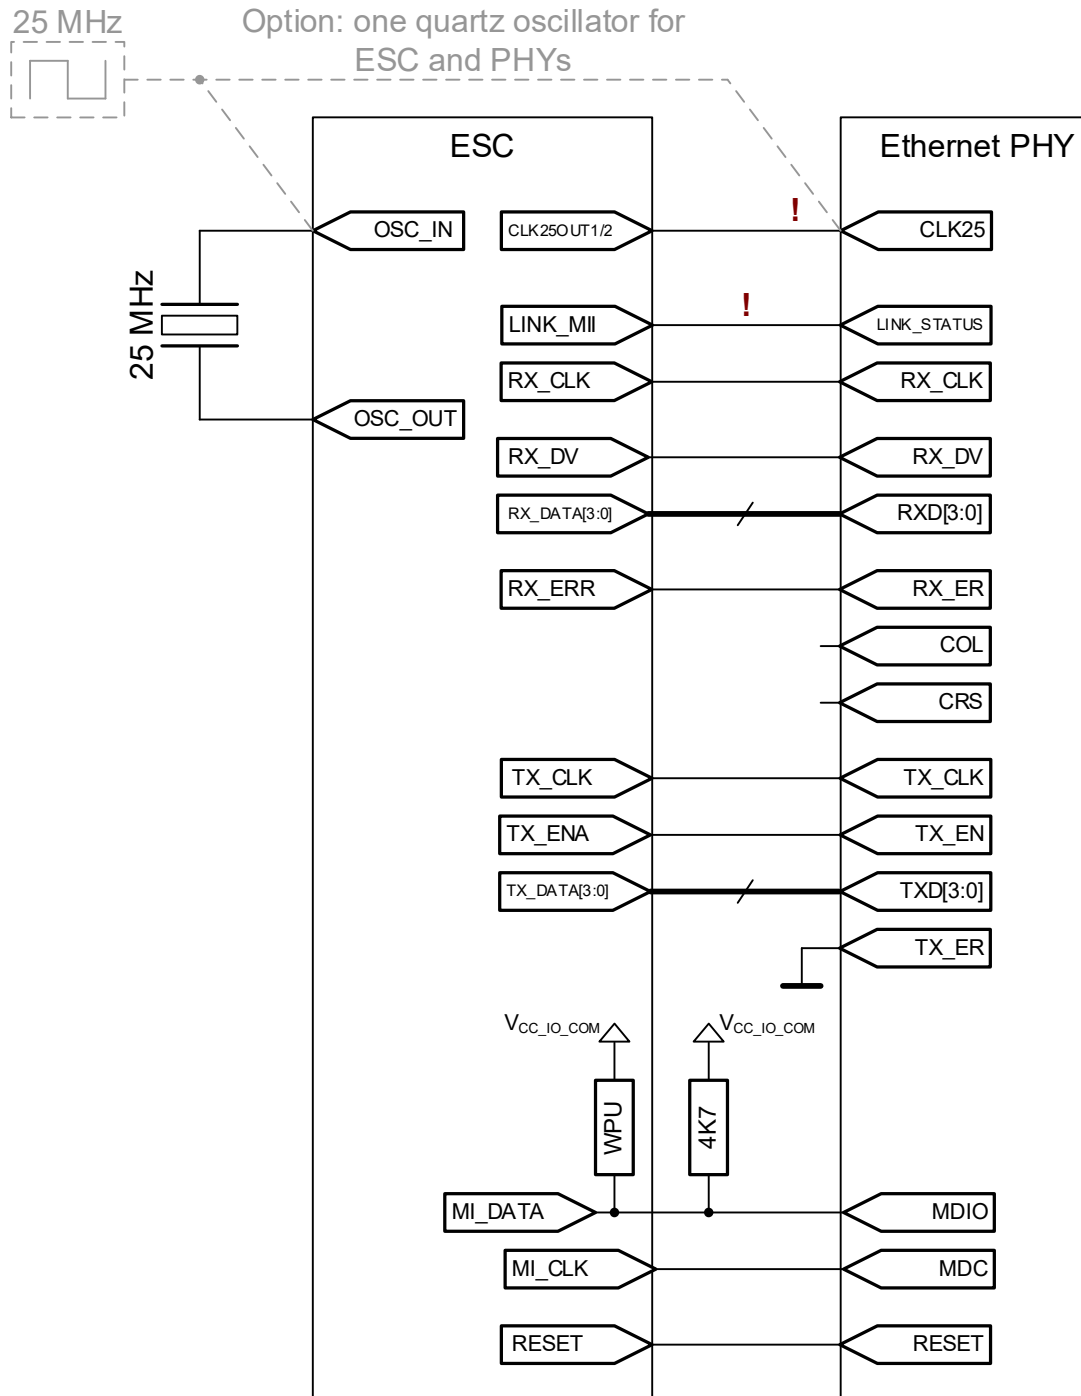 25 MHz
Option: one quartz oscillator for
ESC and PHYs
ESC
Ethernet PHY
OSC_IN
CLK25OUT1/2
!
CLK25
25 MHz
LINK_MII
!
LINK_STATUS
RX_CLK
RX_CLK
OSC_OUT
RX_DV
RX_DV
RX_DATA[3:0]
RXD[3:0]
RX_ERR
RX_ER
COL
CRS
TX_CLK
TX_CLK
TX_ENA
TX_EN
TX_DATA[3:0]
TXD[3:0]
TX_ER
VCC_IO_COM
VCC_IO_COM
WPU
4K7
MI_DATA
MDIO
MI_CLK
MDC
RESET
RESET